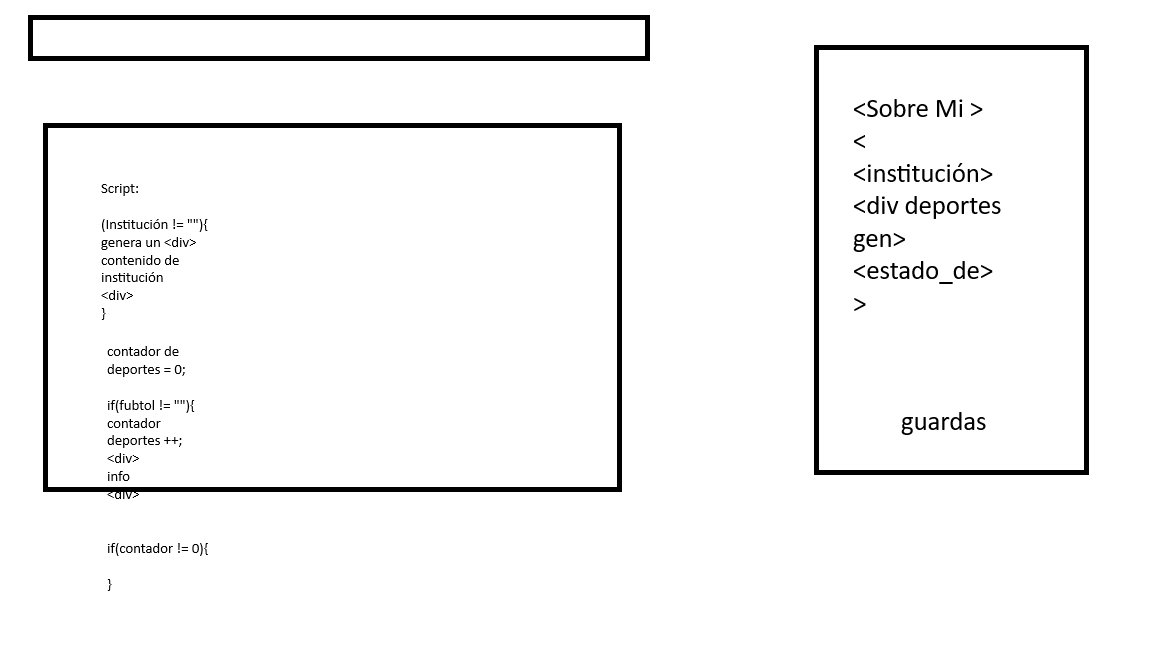 Script:
(Institución != ""){
genera un <div>
contenido de
institución
<div>
}
contador de
deportes = 0;
if(fubtol != ""){
contador
deportes ++;
<div>
info
<div>
if(contador != 0){
}
<Sobre Mi >
<
<institución>
<div deportes
gen>
<estado_de>
>
guardas